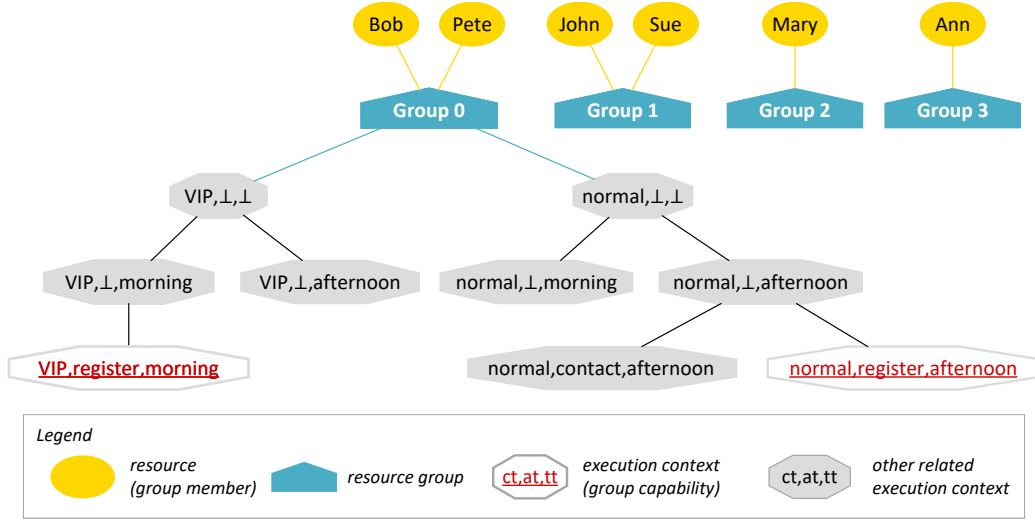 Bob
Pete
John
Sue
Mary
Ann
Group 0
Group 1
Group 2
Group 3
VIP,⊥,⊥
normal,⊥,⊥
VIP,⊥,morning
VIP,⊥,afternoon
normal,⊥,morning
normal,⊥,afternoon
VIP,register,morning
normal,contact,afternoon
normal,register,afternoon
Legend
resource
(group member)
resource group
ct,at,tt
execution context
(group capability)
ct,at,tt
other related
execution context